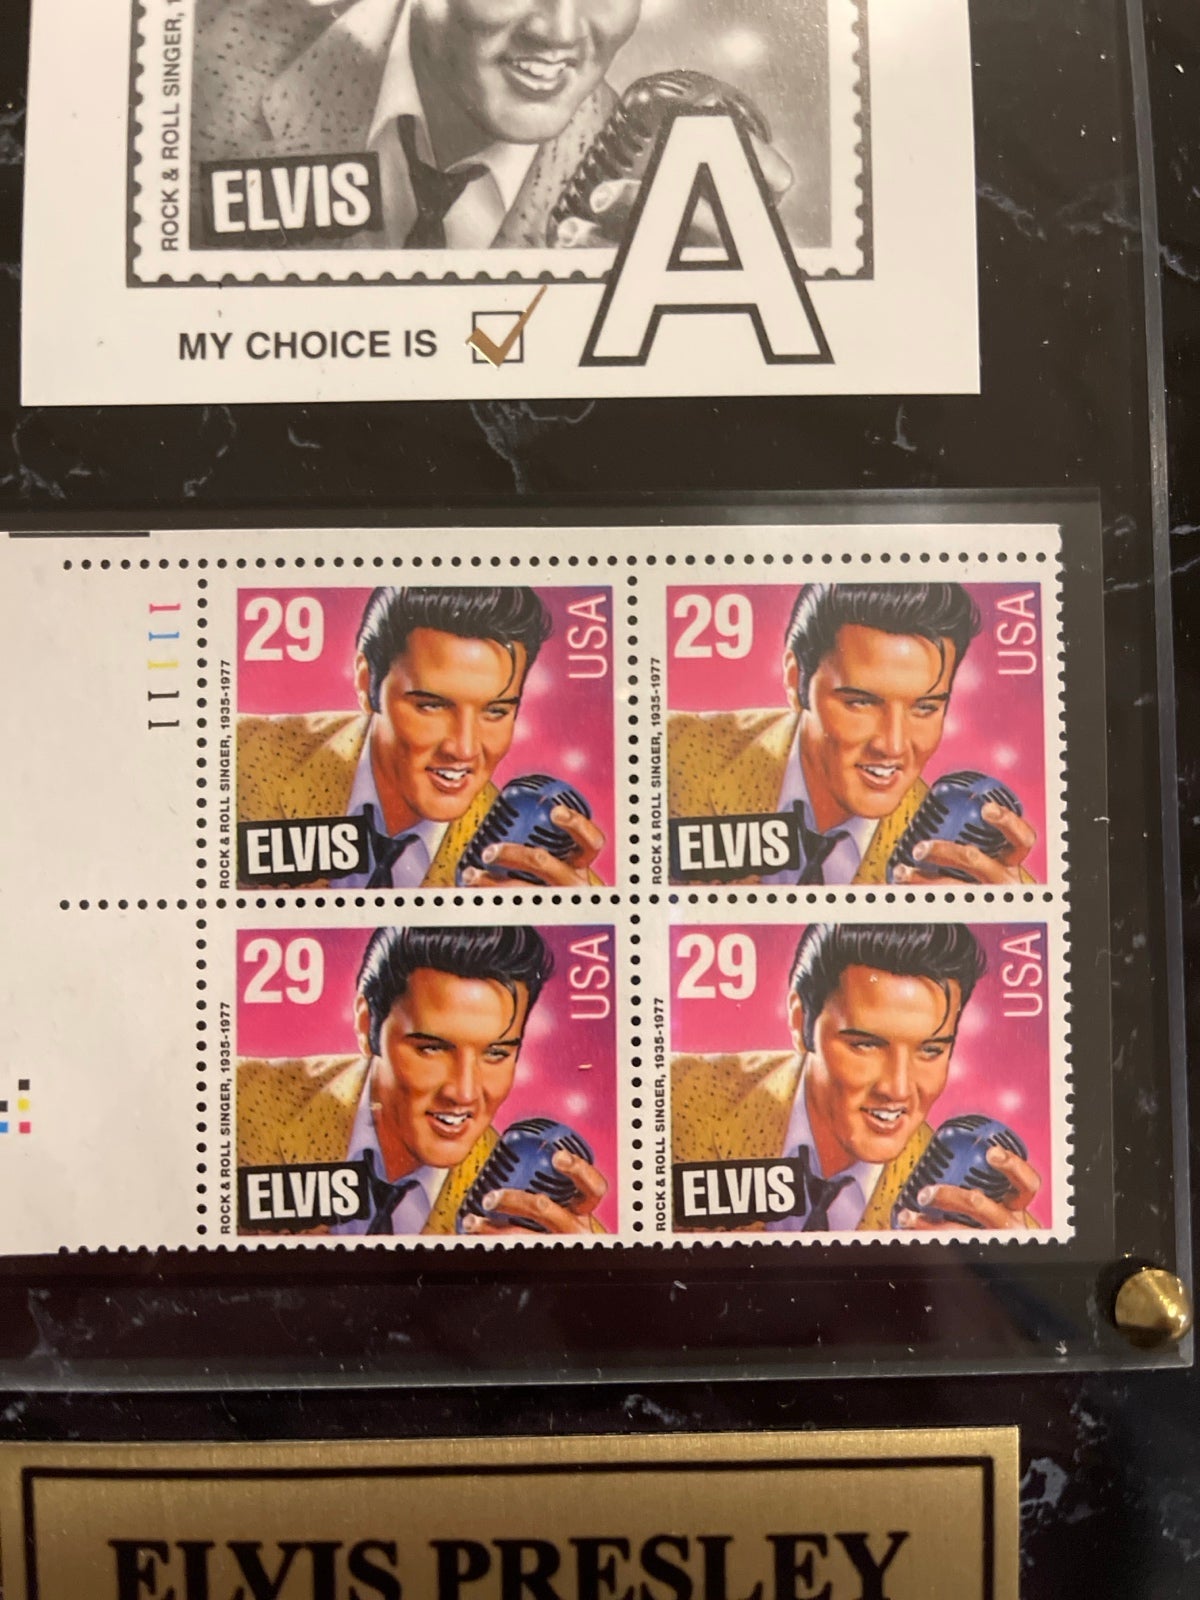 ROCK & ROLL SINGER, 1
ELVIS
A
MY CHOICE IS
11111
29
USA
ROCK & ROLL SINGER, 1935-1977
ELVIS
29
USA
ROCK & ROLL SINGER, 1935-1977
ELVIS
29
USA
ROCK & ROLL SINGER, 1935-1977
ELVIS
29
USA
ROCK & ROLL SINGER, 1935-1977
ELVIS
ELVIS PRESLEY